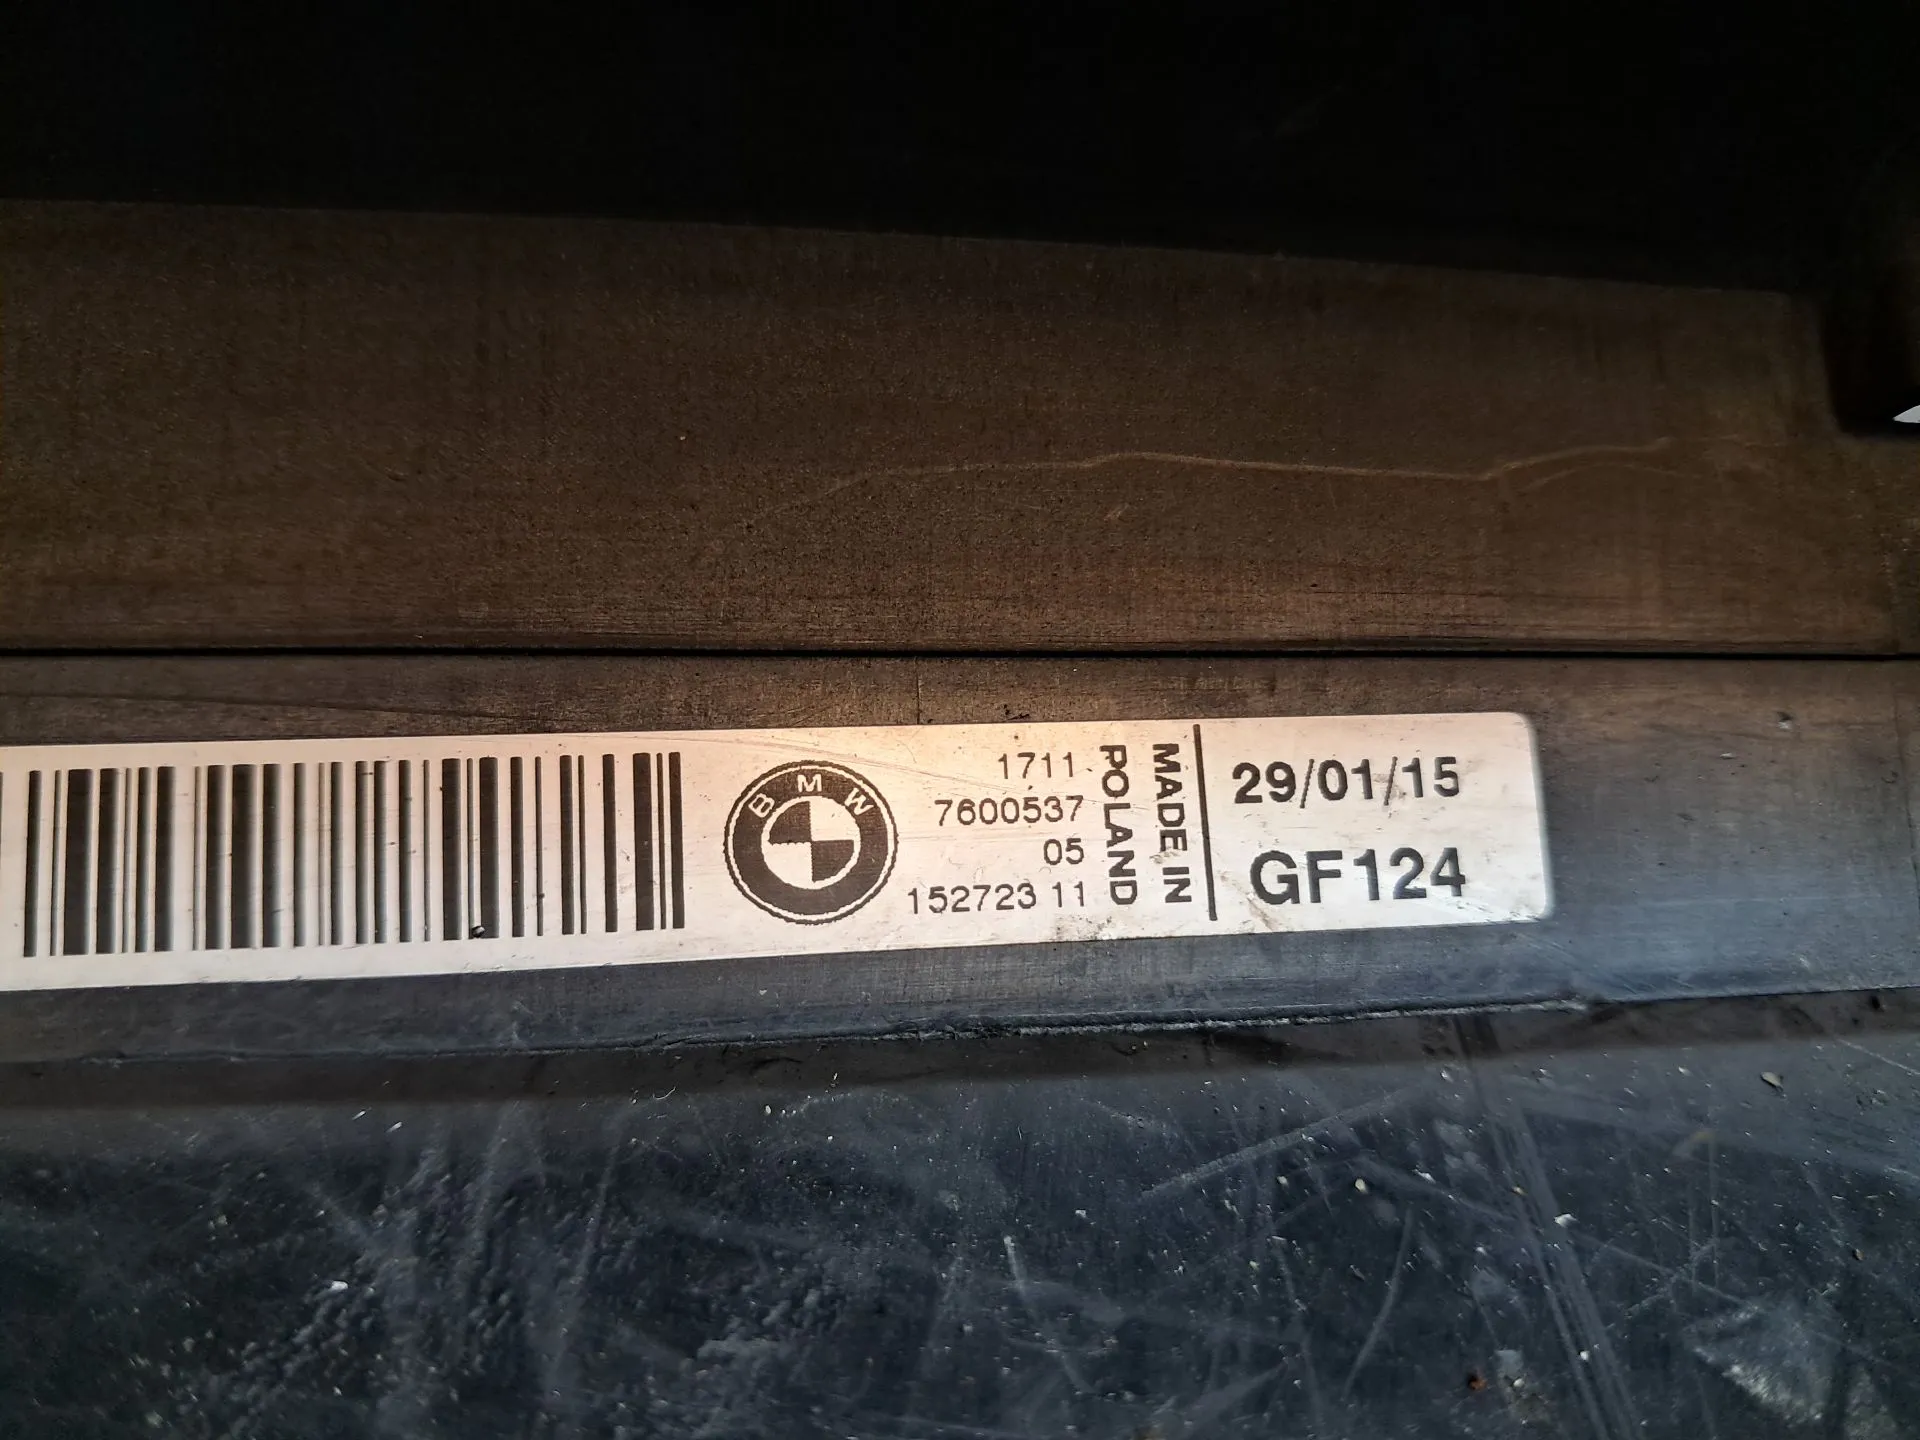 BMW
1711
7600537
05
152723 11
MADE IN
POLAND
29/01/15
GF124